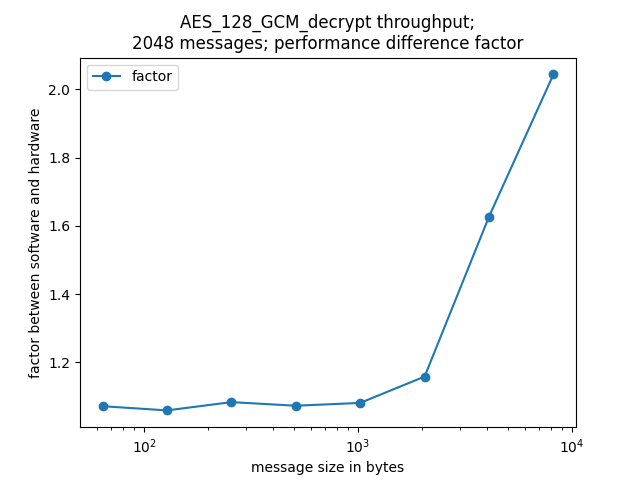 AES_128_GCM_decrypt throughput;
2048 messages; performance difference factor
factor
factor between software and hardware
2.0
1.8
1.6
1.4
1.2
10²
10³
10⁴
message size in bytes